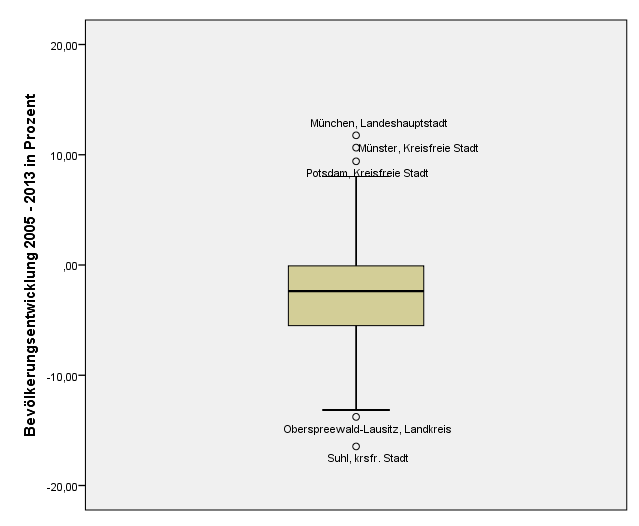 Bevölkerungsentwicklung 2005 - 2013 in Prozent
20,00
10,00
,00
-10,00
-20,00
München, Landeshauptstadt
Münster, Kreisfreie Stadt
Potsdam, Kreisfreie Stadt
Oberspreewald-Lausitz, Landkreis
Suhl, krsfr. Stadt